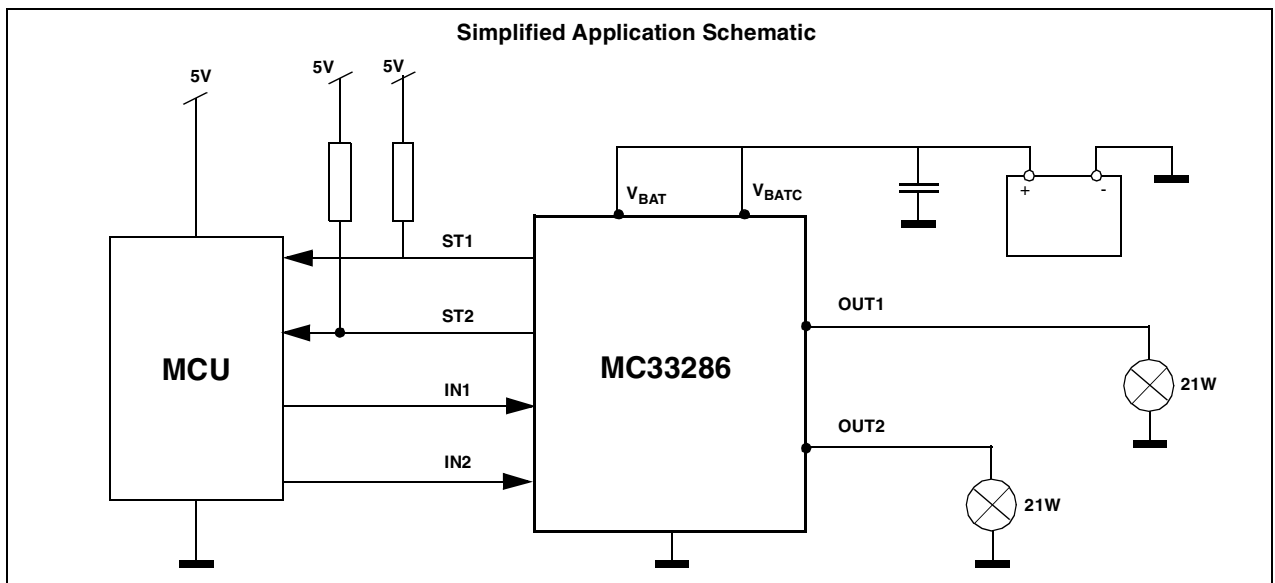 Simplified Application Schematic
5V
5V
5V
VBAT
VBATC
+
-
ST1
ST2
IN1
IN2
MCU
MC33286
OUT1
21W
OUT2
21W